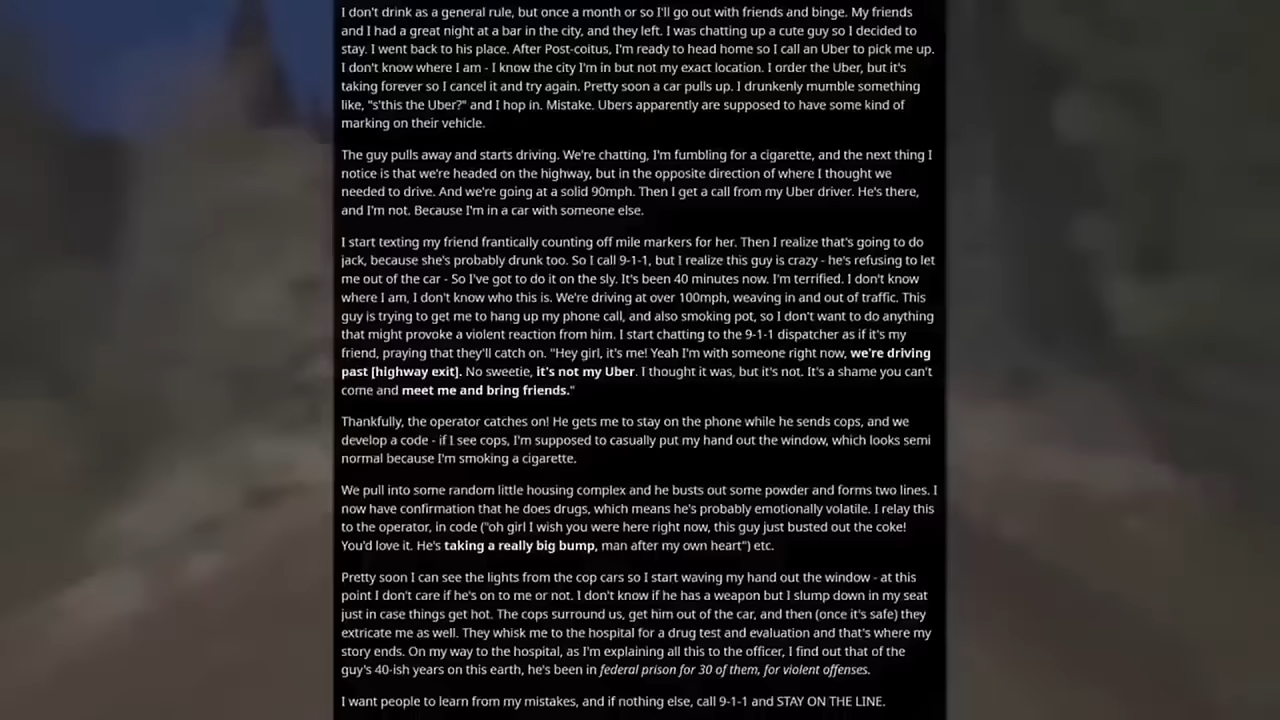 I don't drink as a general rule, but once a month or so I'll go out with friends and binge. My friends
and I had a great night at a bar in the city, and they left. I was chatting up a cute guy so I decided to
stay. I went back to his place. After Post-coitus, I'm ready to head home so I call an Uber to pick me up.
I don't know where I am - I know the city I'm in but not my exact location. I order the Uber, but it's
taking forever so I cancel it and try again. Pretty soon a car pulls up. I drunkenly mumble something
like, "s'this the Uber?" and I hop in. Mistake. Ubers apparently are supposed to have some kind of
marking on their vehicle.
The guy pulls away and starts driving. We're chatting, I'm fumbling for a cigarette, and the next thing I
notice is that we're headed on the highway, but in the opposite direction of where I thought we
needed to drive. And we're going at a solid 90mph. Then I get a call from my Uber driver. He's there,
and I'm not. Because I'm in a car with someone else.
I start texting my friend frantically counting off mile markers for her. Then I realize that's going to do
jack, because she's probably drunk too. So I call 9-1-1, but I realize this guy is crazy - he's refusing to let
me out of the car - So I've got to do it on the sly. It's been 40 minutes now. I'm terrified. I don't know
where I am, I don't know who this is. We're driving at over 100mph, weaving in and out of traffic. This
guy is trying to get me to hang up my phone call, and also smoking pot, so I don't want to do anything
that might provoke a violent reaction from him. I start chatting to the 9-1-1 dispatcher as if it's my
friend, praying that they'll catch on. "Hey girl, it's me! Yeah I'm with someone right now, we're driving
past [highway exit]. No sweetie, it's not my Uber. I thought it was, but it's not. It's a shame you can't
come and meet me and bring friends."
Thankfully, the operator catches on! He gets me to stay on the phone while he sends cops, and we
develop a code - if I see cops, I'm supposed to casually put my hand out the window, which looks semi
normal because I'm smoking a cigarette.
We pull into some random little housing complex and he busts out some powder and forms two lines. I
now have confirmation that he does drugs, which means he's probably emotionally volatile. I relay this
to the operator, in code ("oh girl I wish you were here right now, this guy just busted out the coke!
You'd love it. He's taking a really big bump, man after my own heart") etc.
Pretty soon I can see the lights from the cop cars so I start waving my hand out the window - at this
point I don't care if he's on to me or not. I don't know if he has a weapon but I slump down in my seat
just in case things get hot. The cops surround us, get him out of the car, and then (once it's safe) they
extricate me as well. They whisk me to the hospital for a drug test and evaluation and that's where my
story ends. On my way to the hospital, as I'm explaining all this to the officer, I find out that of the
guy's 40-ish years on this earth, he's been in federal prison for 30 of them, for violent offenses.
I want people to learn from my mistakes, and if nothing else, call 9-1-1 and STAY ON THE LINE.